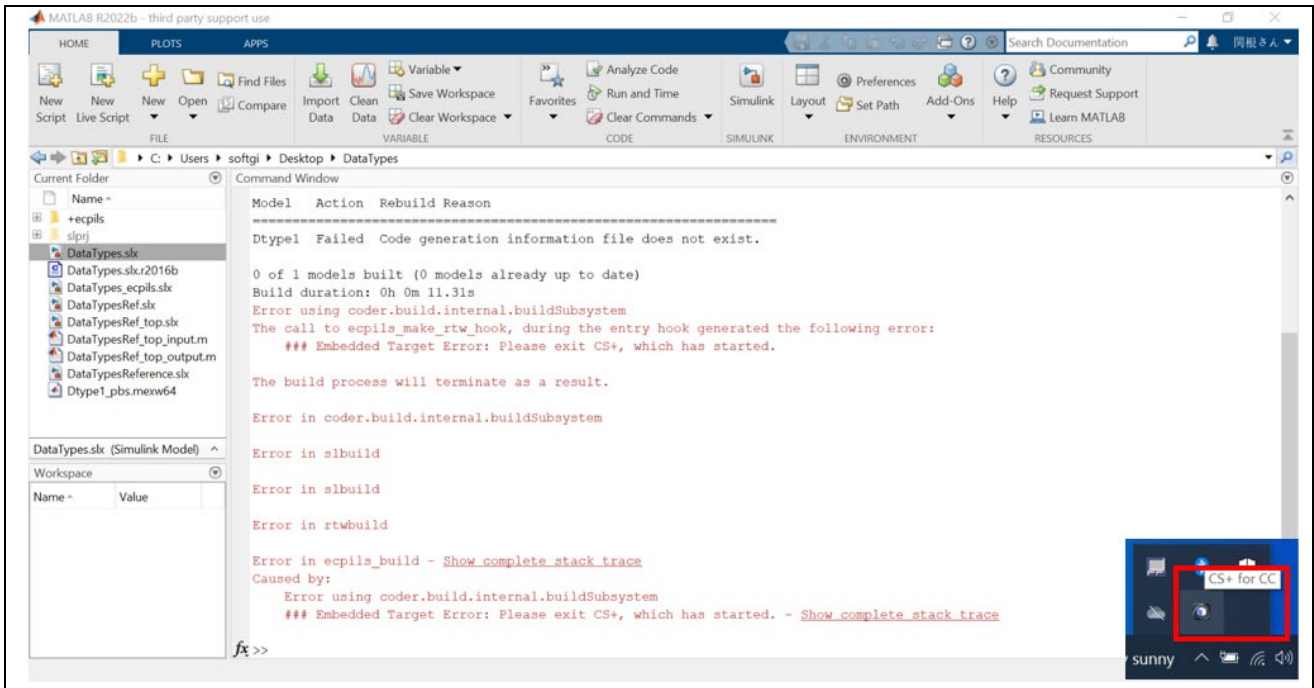 MATLAB R2022b - third party support use
HOME PLOTS APPS
Search Documentation
関根さん
New Script
New Live Script
New
Open
Find Files
Compare
Import Data
Clean Data
Variable
Save Workspace
Clear Workspace
Favorites
Analyze Code
Run and Time
Clear Commands
Simulink
Layout
Preferences
Set Path
Add-Ons
Help
Community
Request Support
Learn MATLAB
FILE VARIABLE CODE SIMULINK ENVIRONMENT RESOURCES
C: Users softgi Desktop DataTypes
Current Folder
Name
+ecpils
slprj
DataTypes.slx
DataTypes.slx.r2016b
DataTypes_ecpils.slx
DataTypesRef.slx
DataTypesRef_top.slx
DataTypesRef_top_input.m
DataTypesRef_top_output.m
DataTypesReference.slx
Dtype1_pbs.mexw64
DataTypes.slx (Simulink Model)
Workspace
Name Value
Command Window
Model Action Rebuild Reason
======================================================================
Dtype1 Failed Code generation information file does not exist.
0 of 1 models built (0 models already up to date)
Build duration: 0h 0m 11.31s
Error using coder.build.internal.buildSubsystem
The call to ecpils_make_rtw_hook, during the entry hook generated the following error:
### Embedded Target Error: Please exit CS+, which has started.
The build process will terminate as a result.
Error in coder.build.internal.buildSubsystem
Error in slbuild
Error in slbuild
Error in rtwbuild
Error in ecpils_build - Show complete stack trace
Caused by:
Error using coder.build.internal.buildSubsystem
### Embedded Target Error: Please exit CS+, which has started. - Show complete stack trace
fx >>
CS+ for CC
sunny